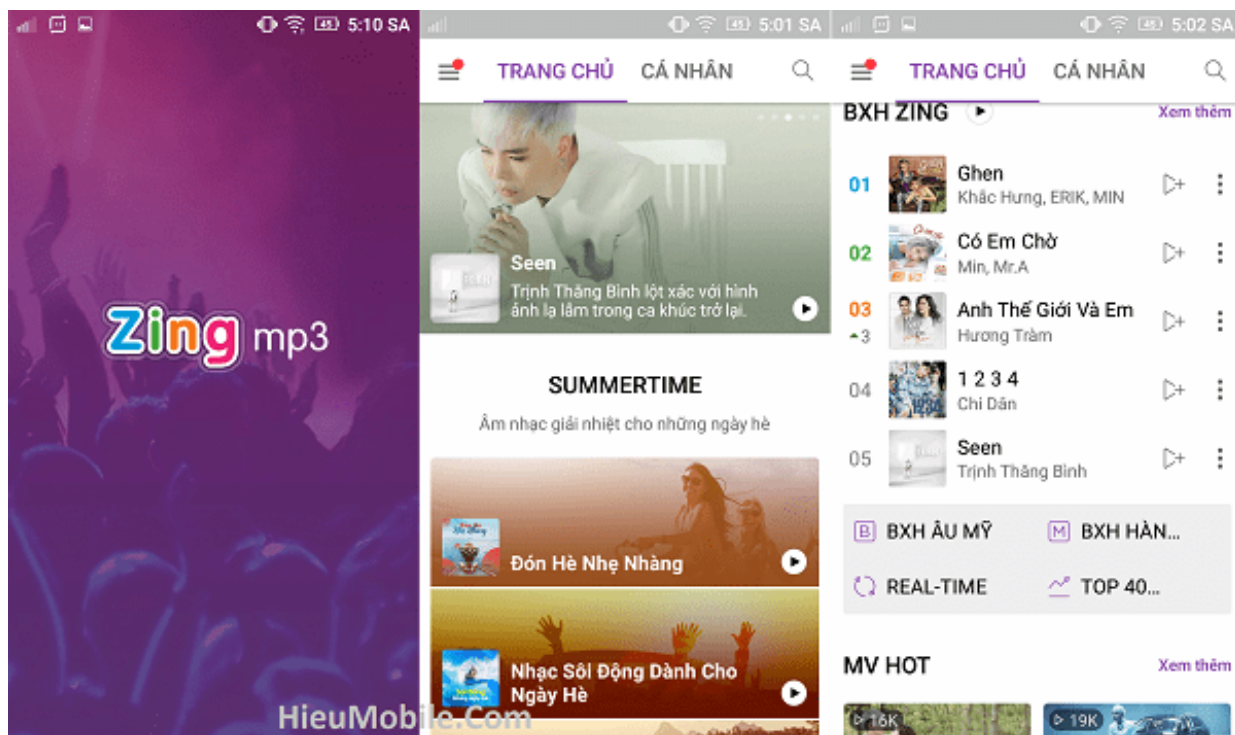 45 5:10 SA
Zing mp3
45 5:01 SA
TRANG CHỦ CÁ NHÂN
Seen
Trịnh Thăng Bình lột xác với hình
ảnh lạ lẫm trong ca khúc trở lại.
SUMMERTIME
Âm nhạc giải nhiệt cho những ngày hè
Đón Hè Nhẹ Nhàng
Nhạc Sôi Động Dành Cho
Ngày Hè
HieuMobile.Com
45 5:02 SA
TRANG CHỦ CÁ NHÂN
BXH ZING Xem thêm
01 Ghen
Khắc Hưng, ERIK, MIN
02 Có Em Chờ
Min, Mr.A
03 Anh Thế Giới Và Em
3 Hương Tràm
04 1 2 3 4
Chi Dân
05 Seen
Trịnh Thăng Bình
B BXH ÂU MỸ M BXH HÀN...
REAL-TIME TOP 40...
MV HOT Xem thêm
16K 19K